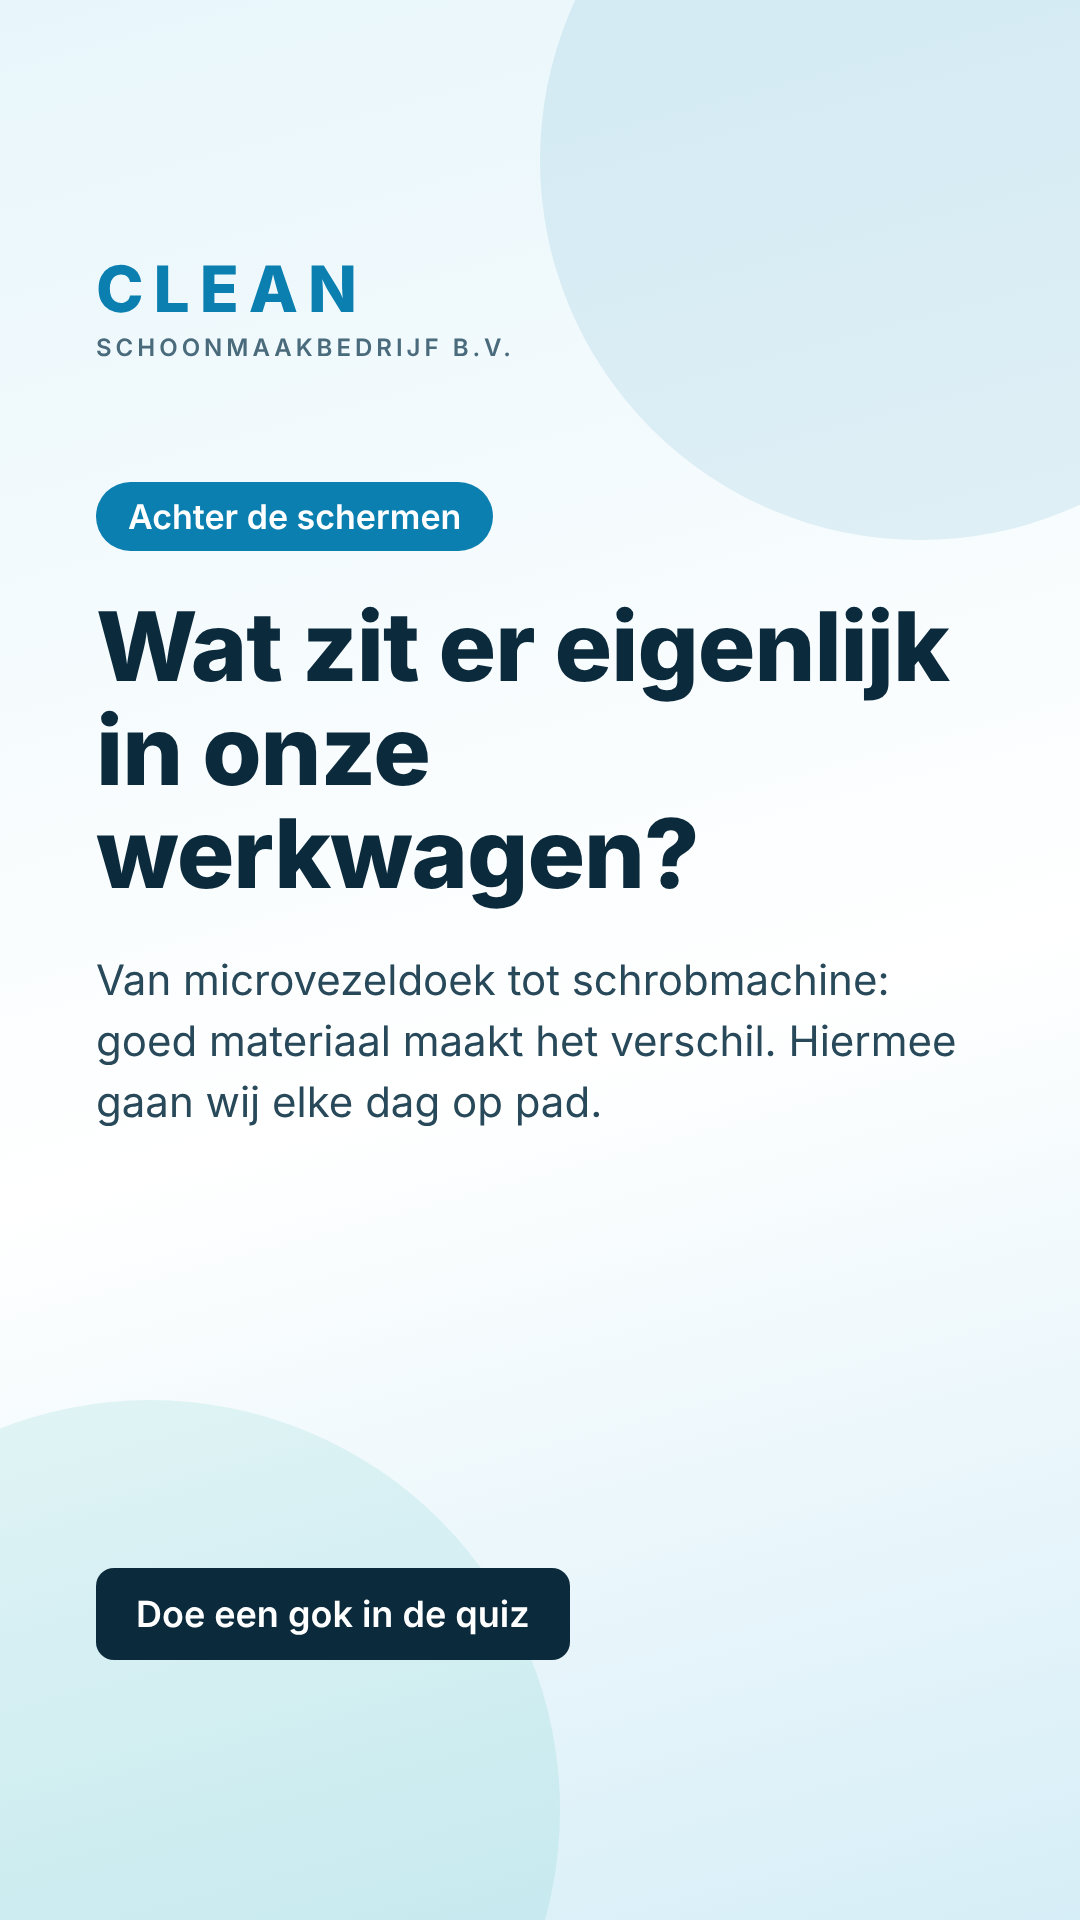 CLEAN
SCHOONMAAKBEDRIJF B.V.
Achter de schermen
Wat zit er eigenlijk
in onze
werkwagen?
Van microvezeldoek tot schrobmachine:
goed materiaal maakt het verschil. Hiermee
gaan wij elke dag op pad.
Doe een gok in de quiz